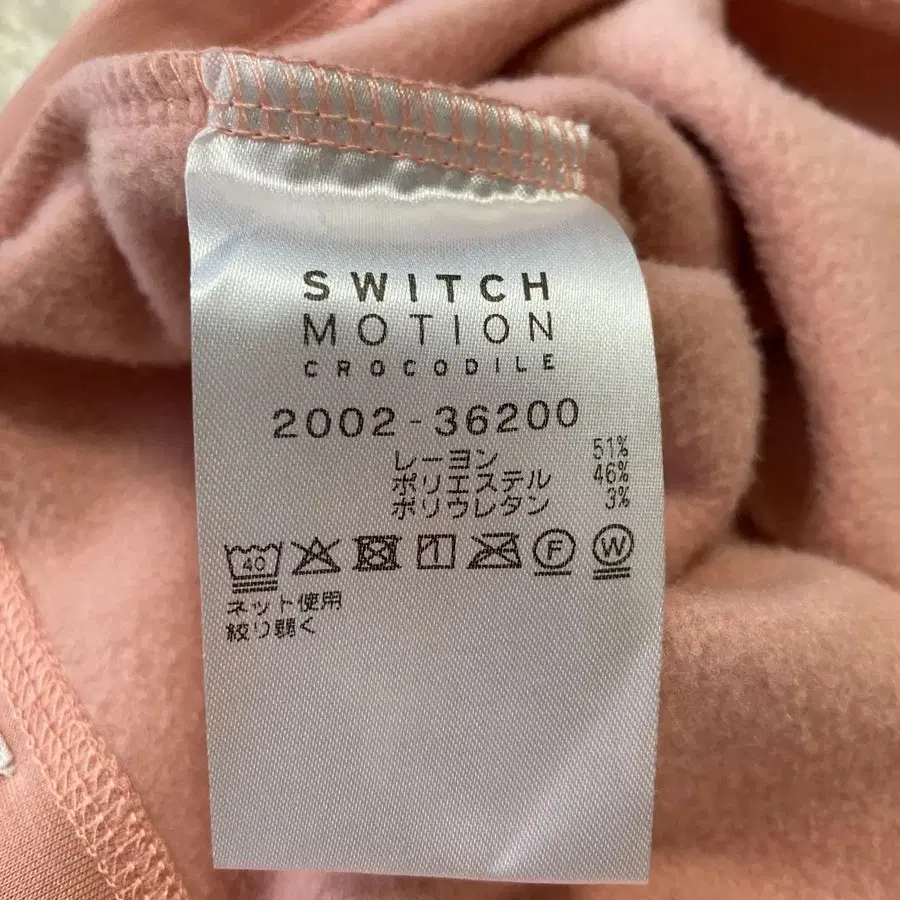 SWITCH
MOTION
CROCODILE
2002-36200
レーヨン 51%
ポリエステル 46%
ポリウレタン 3%
40 F W
ネット使用
絞り弱く